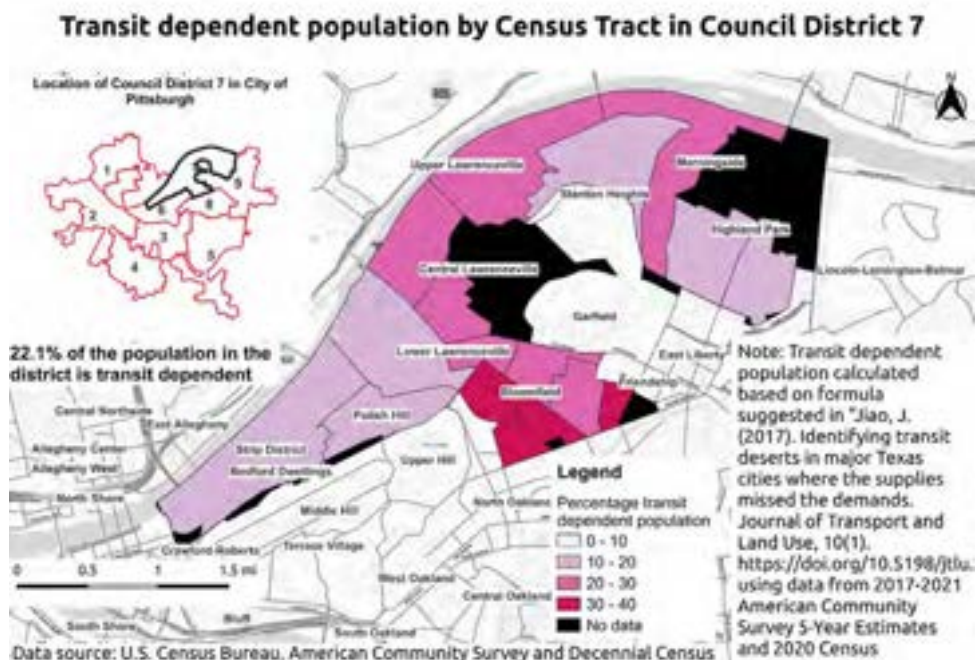 Transit dependent population by Census Tract in Council District 7
Location of Council District 7 in City of
Pittsburgh
N
1
9
2
6
8
3
4
5
Upper Lawrenceville
Morningside
Stanton Heights
Highland Park
Central Lawrenceville
Lincoln-Lemington-Belmar
Garfield
22.1% of the population in the
district is transit dependent
Lower Lawrenceville
East Liberty
Friendship
Bloomfield
Central Northside
East Allegheny
Polish Hill
Allegheny Center
Strip District
Allegheny West
Bedford Dwellings
Upper Hill
North Shore
Middle Hill
North Oakland
Crawford-Roberts
Terrace Village
West Oakland
Central Oakland
0 0.5 1 1.5 mi
South Shore
Bluff
South Oakland
Legend
Percentage transit
dependent population
0 - 10
10 - 20
20 - 30
30 - 40
No data
Note: Transit dependent
population calculated
based on formula
suggested in "Jiao, J.
(2017). Identifying transit
deserts in major Texas
cities where the supplies
missed the demands.
Journal of Transport and
Land Use, 10(1).
https://doi.org/10.5198/jtlu.
using data from 2017-2021
American Community
Survey 5-Year Estimates
and 2020 Census
Data source: U.S. Census Bureau, American Community Survey and Decennial Census